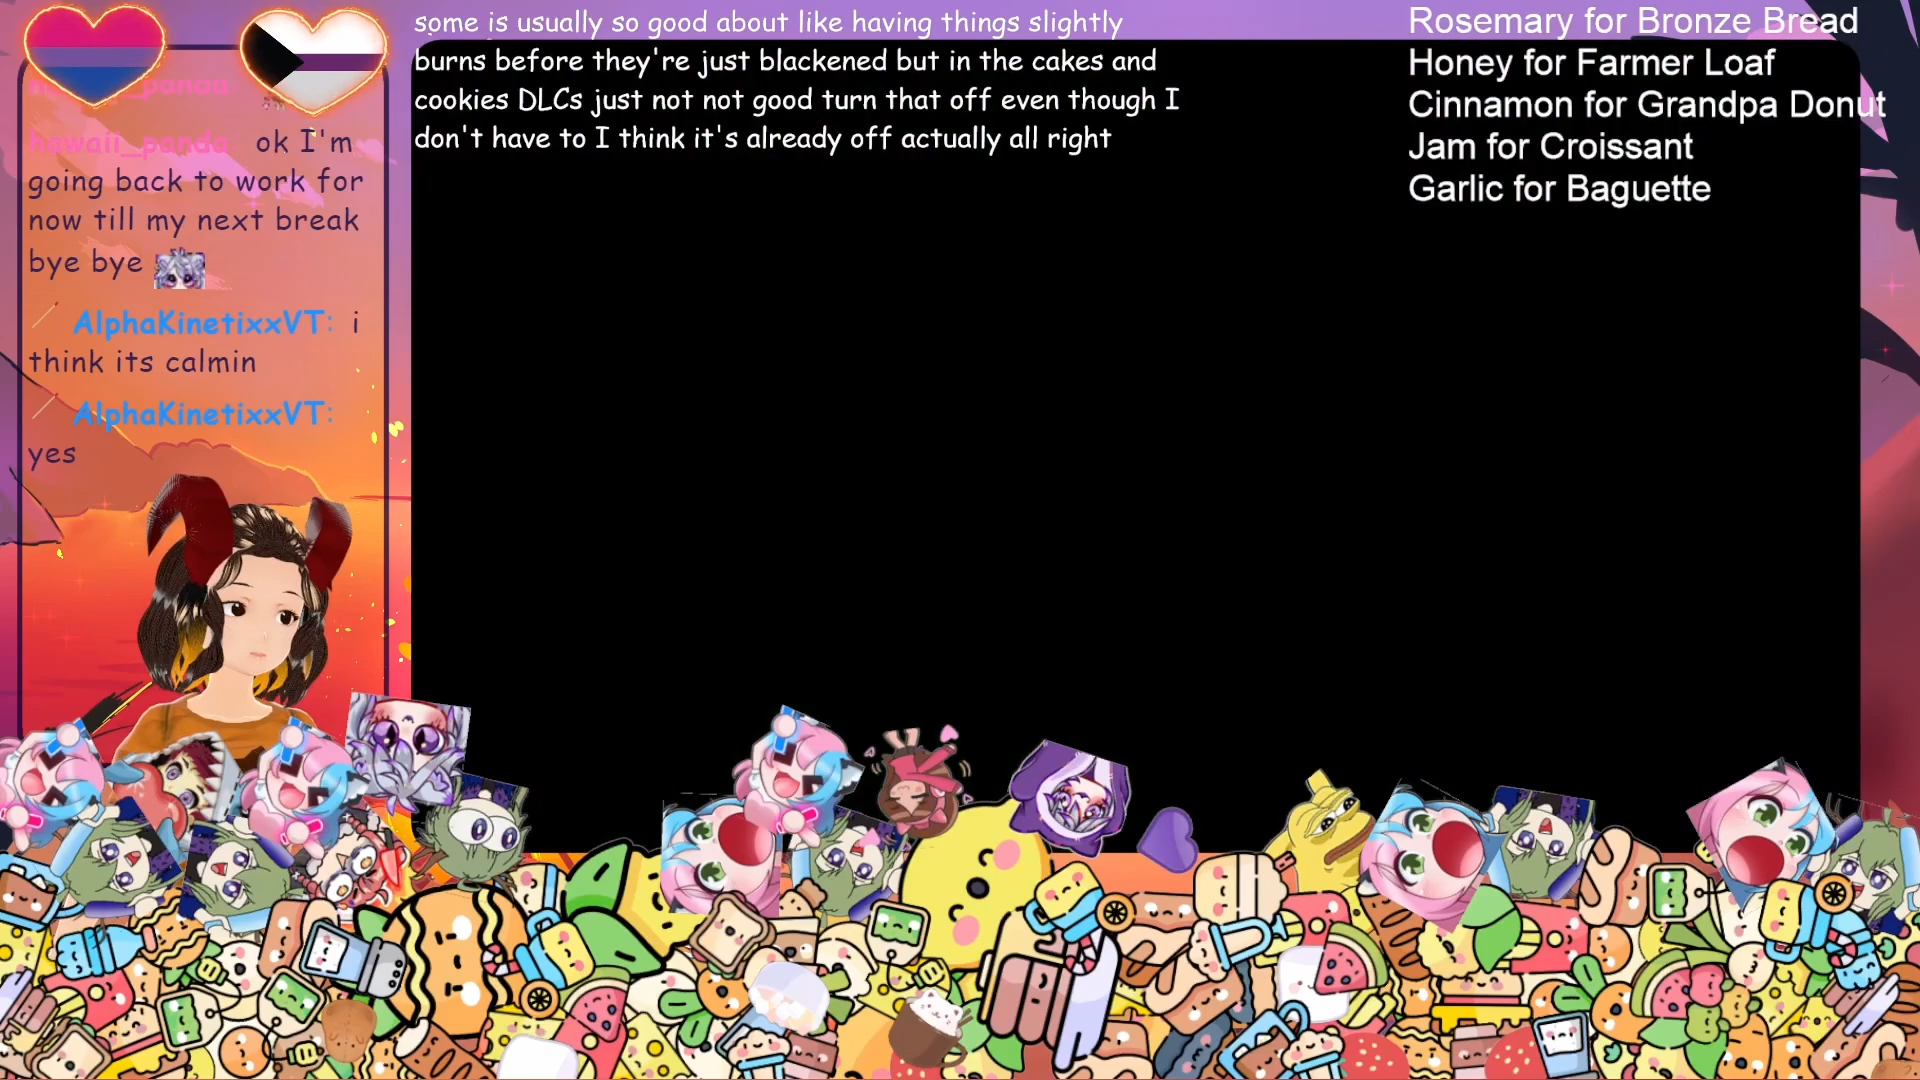 some is usually so good about like having things slightly
burns before they're just blackened but in the cakes and
cookies DLCs just not not good turn that off even though I
don't have to I think it's already off actually all right
Rosemary for Bronze Bread
Honey for Farmer Loaf
Cinnamon for Grandpa Donut
Jam for Croissant
Garlic for Baguette
hawaii_panda: ok I'm
going back to work for
now till my next break
bye bye
AlphaKinetixxVT: i
think its calmin
AlphaKinetixxVT:
yes